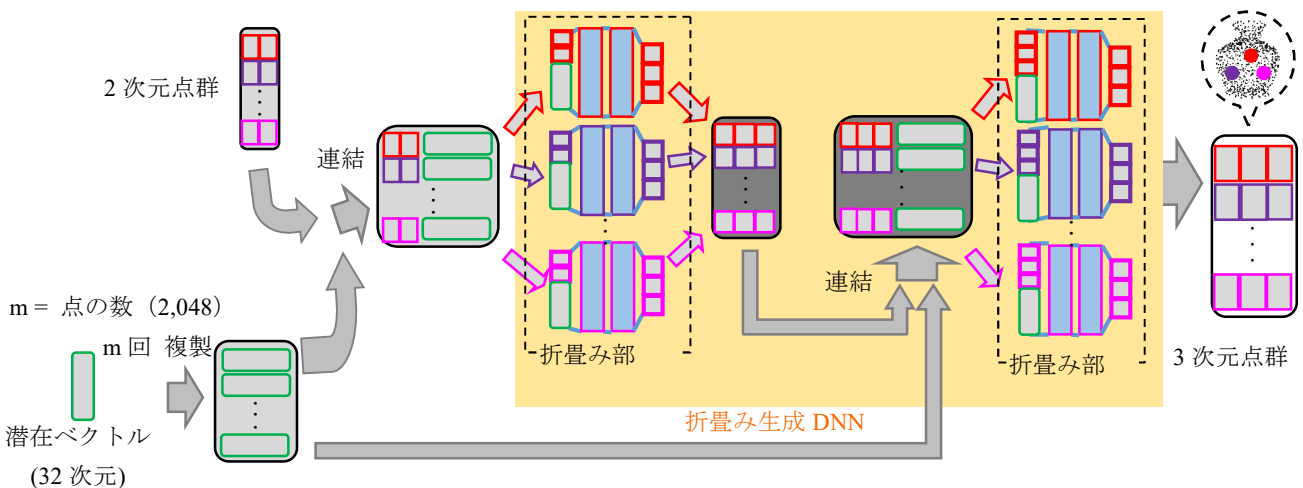 2 次元点群
連結
m = 点の数（2,048）
m 回 複製
潜在ベクトル
(32 次元)
折畳み部
連結
折畳み生成 DNN
折畳み部
3 次元点群